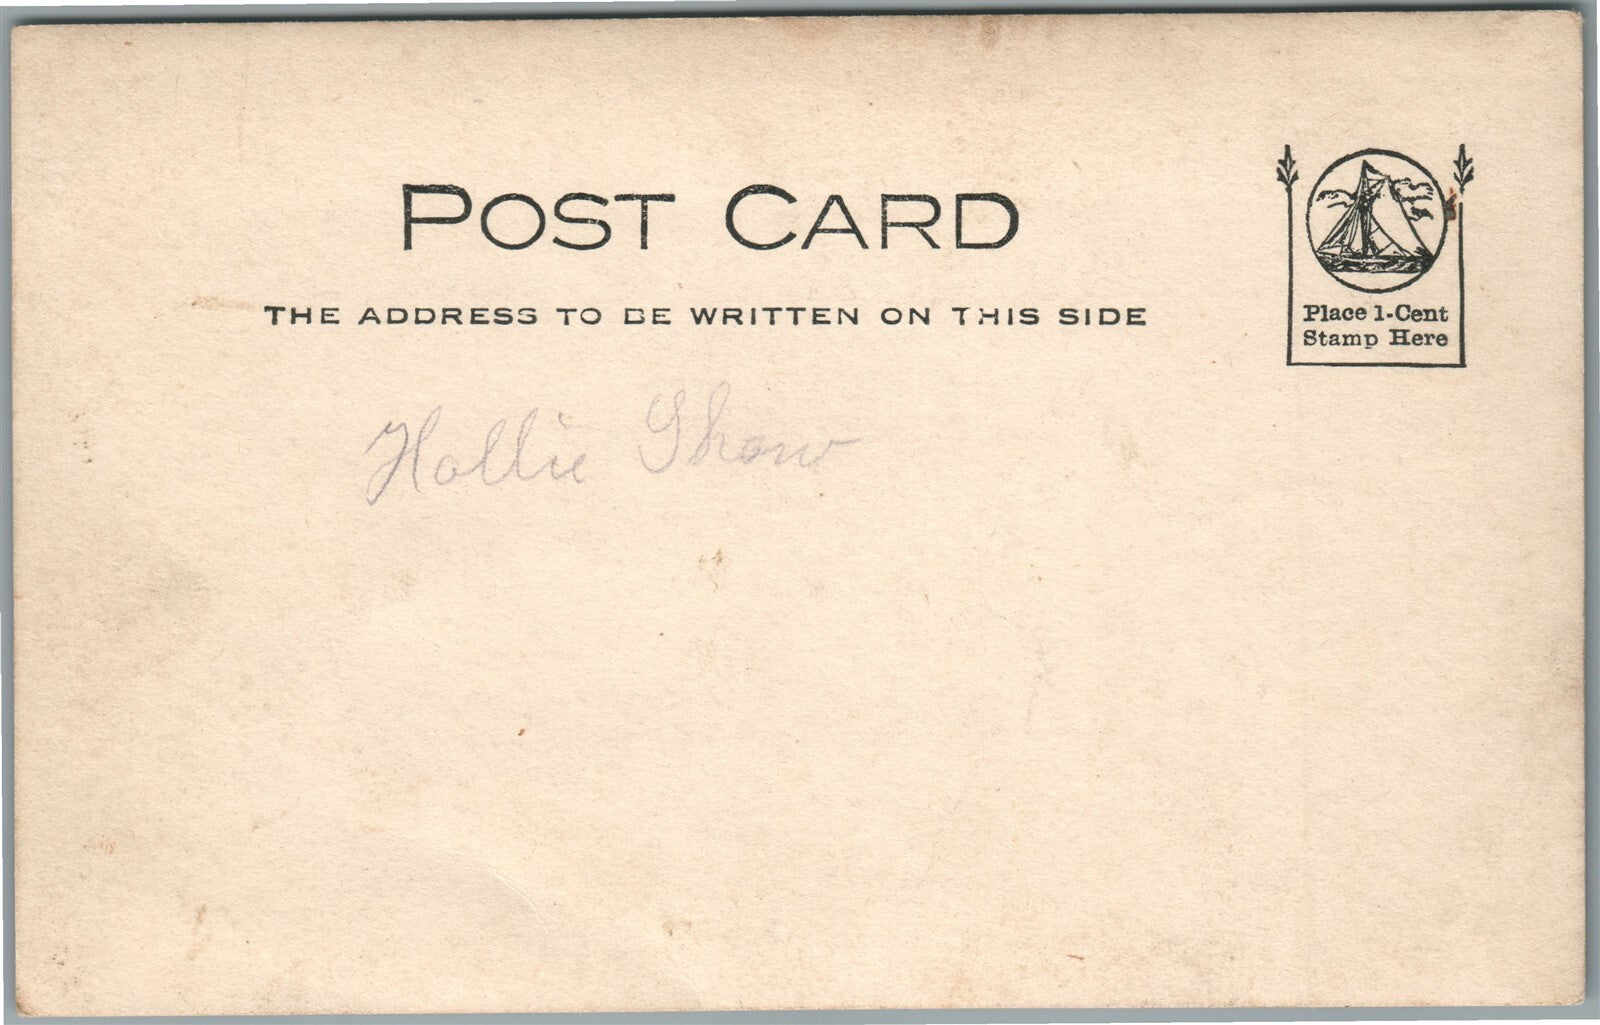 POST CARD
THE ADDRESS TO BE WRITTEN ON THIS SIDE
Place 1-Cent
Stamp Here
Hollie Shaw